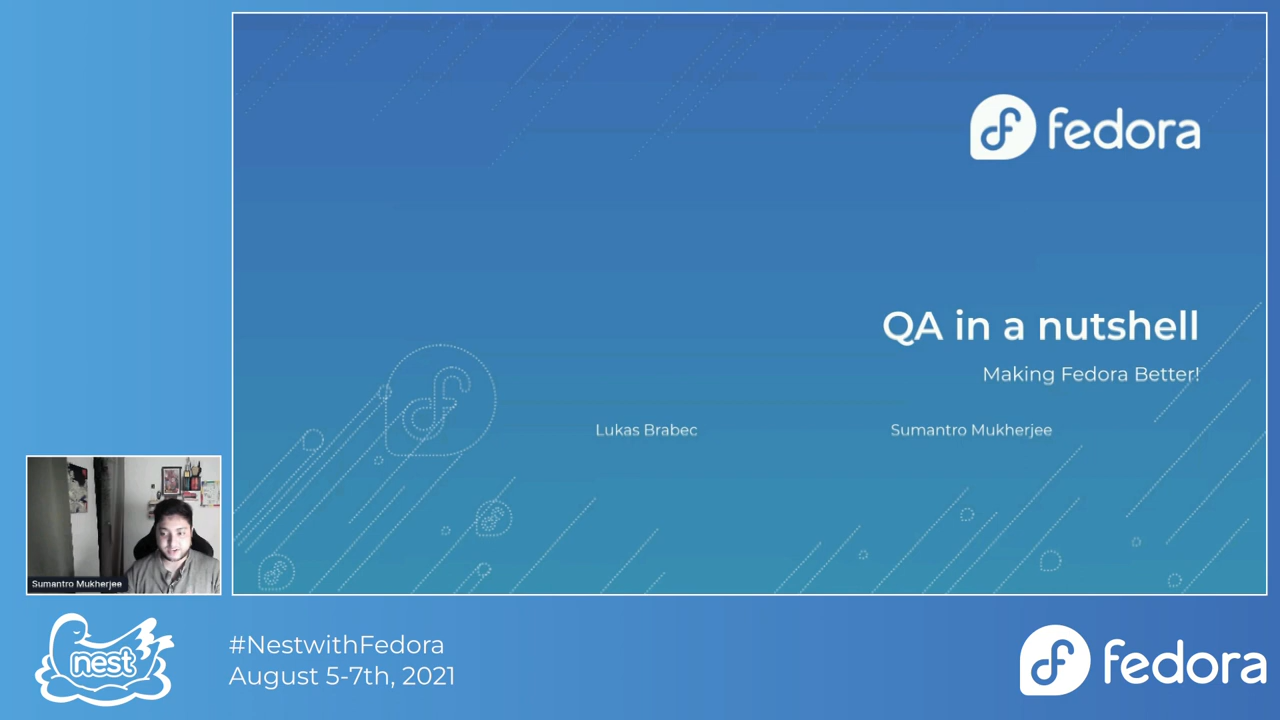 fedora
QA in a nutshell
Making Fedora Better!
Lukas Brabec
Sumantro Mukherjee
Sumantro Mukherjee
nest
#NestwithFedora
August 5-7th, 2021
fedora